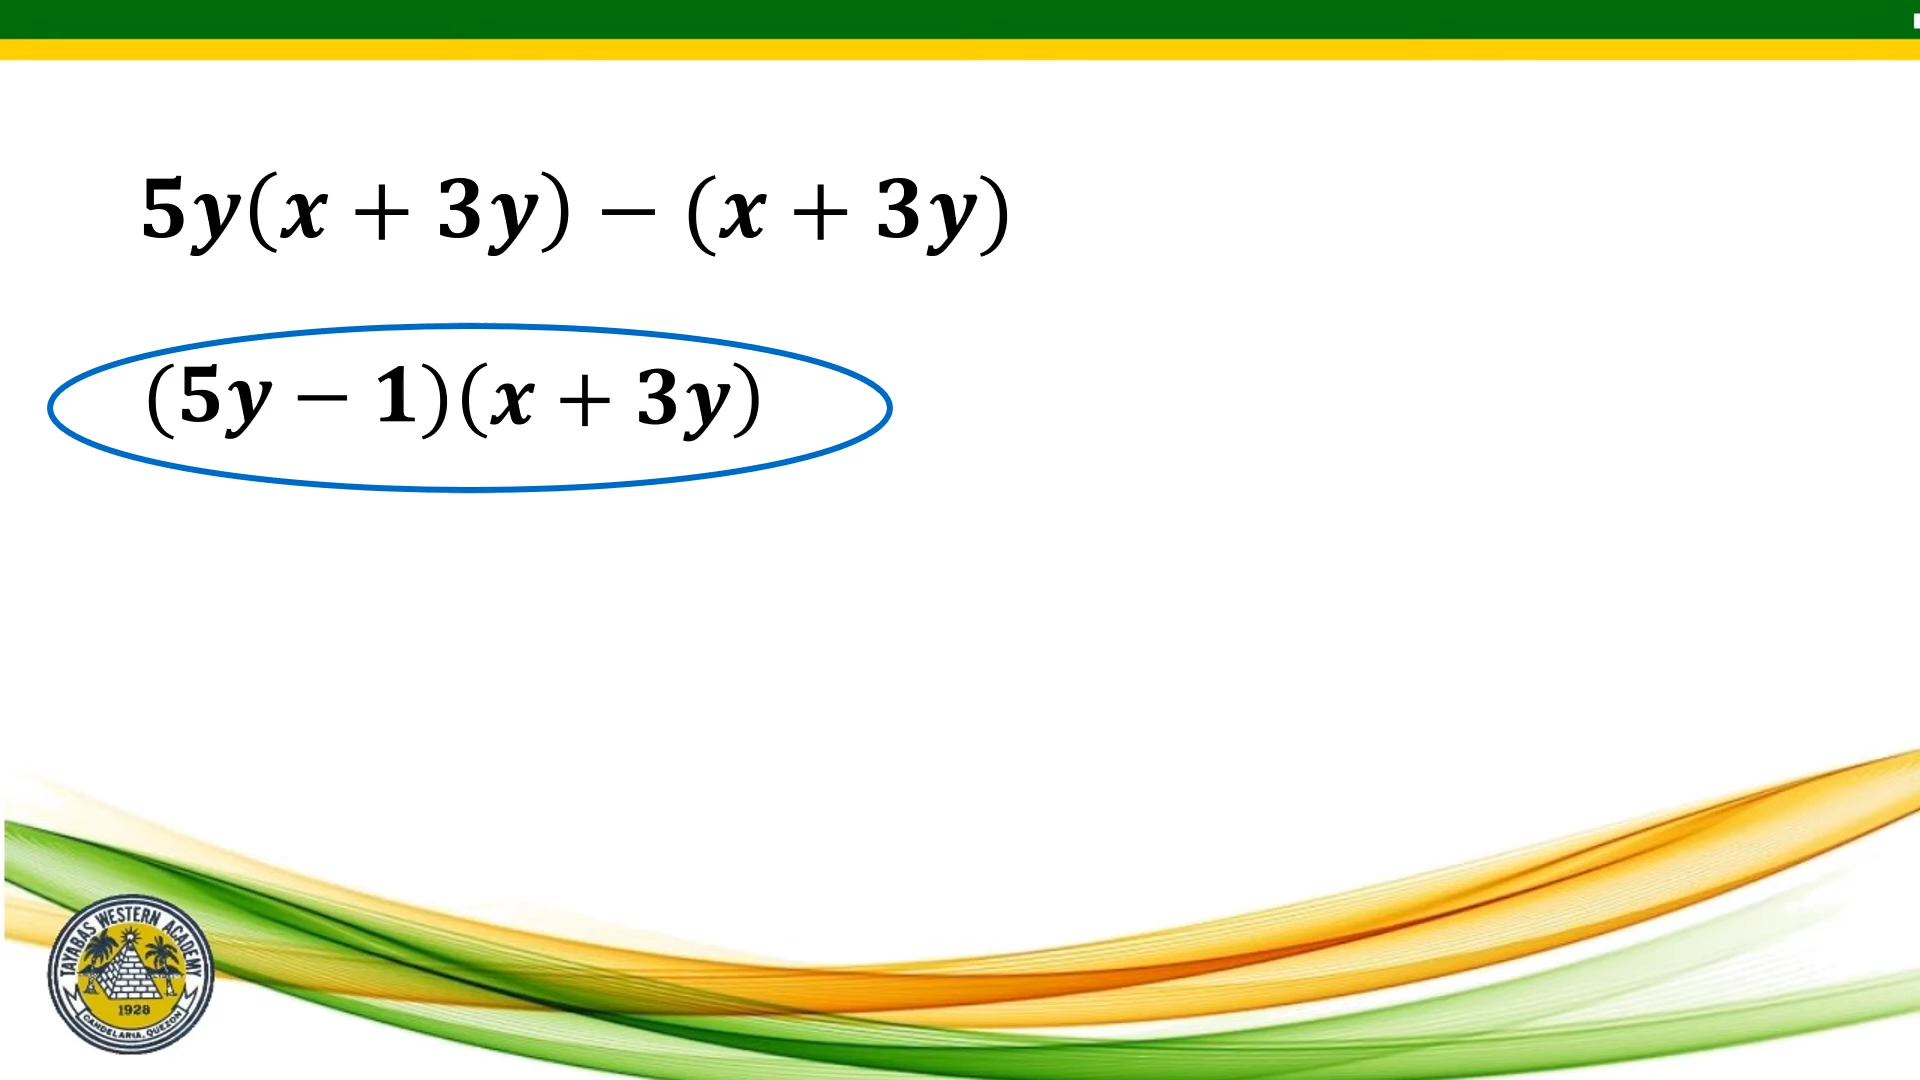 5y(x + 3y) − (x + 3y)
(5y − 1)(x + 3y)
TAYABAS WESTERN ACADEMY
1928
CANDELARIA, QUEZON